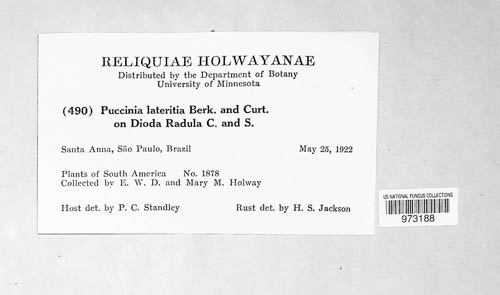 RELIQUIAE HOLWAYANAE
Distributed by the Department of Botany
University of Minnesota
(490) Puccinia lateritia Berk. and Curt.
on Dioda Radula C. and S.
Santa Anna, São Paulo, Brazil May 25, 1922
Plants of South America No. 1878
Collected by E. W. D. and Mary M. Holway
Host det. by P. C. Standley Rust det. by H. S. Jackson
US NATIONAL FUNGUS COLLECTIONS
973188